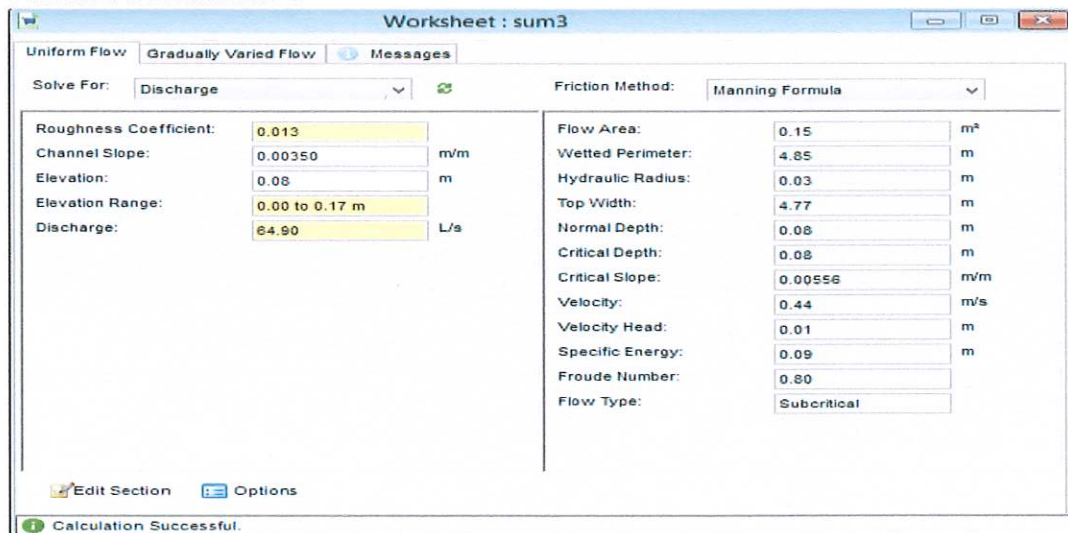 Worksheet : sum3
Uniform Flow Gradually Varied Flow Messages
Solve For: Discharge Friction Method: Manning Formula
Roughness Coefficient: 0.013
Channel Slope: 0.00350 m/m
Elevation: 0.08 m
Elevation Range: 0.00 to 0.17 m
Discharge: 64.90 L/s
Flow Area: 0.15 m²
Wetted Perimeter: 4.85 m
Hydraulic Radius: 0.03 m
Top Width: 4.77 m
Normal Depth: 0.08 m
Critical Depth: 0.08 m
Critical Slope: 0.00556 m/m
Velocity: 0.44 m/s
Velocity Head: 0.01 m
Specific Energy: 0.09 m
Froude Number: 0.80
Flow Type: Subcritical
Edit Section Options
Calculation Successful.